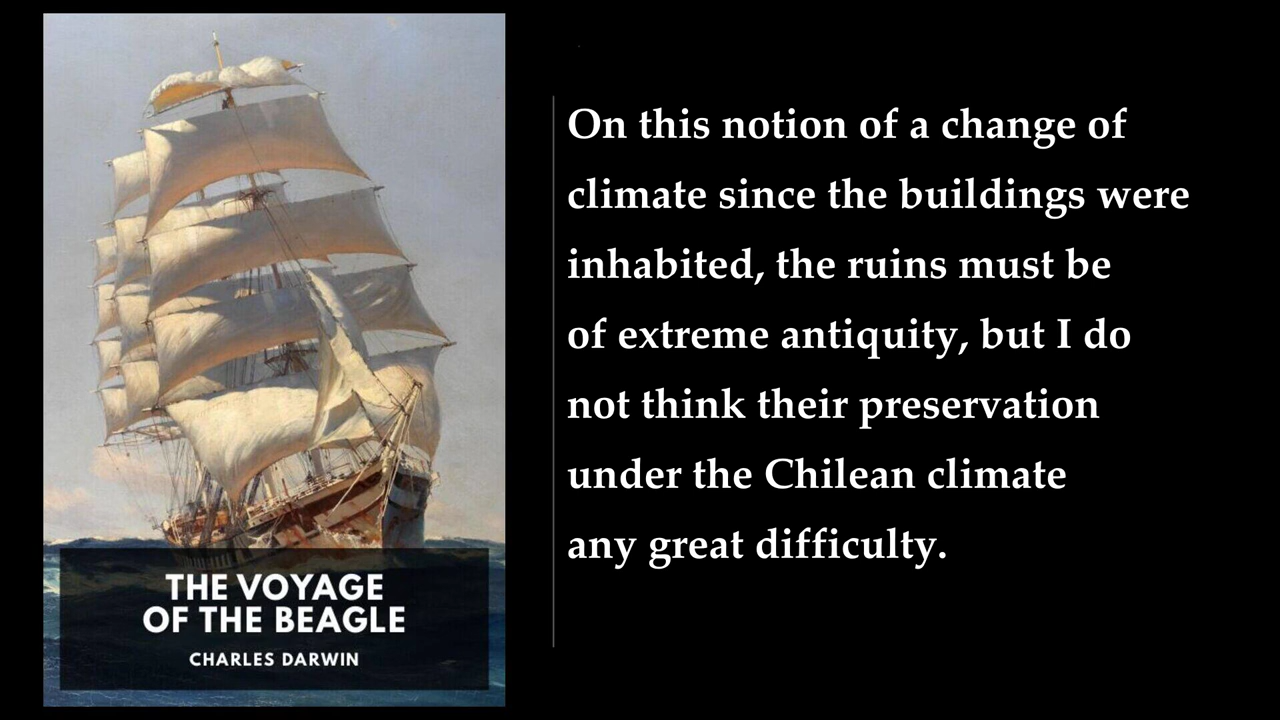 THE VOYAGE
OF THE BEAGLE
CHARLES DARWIN
On this notion of a change of
climate since the buildings were
inhabited, the ruins must be
of extreme antiquity, but I do
not think their preservation
under the Chilean climate
any great difficulty.